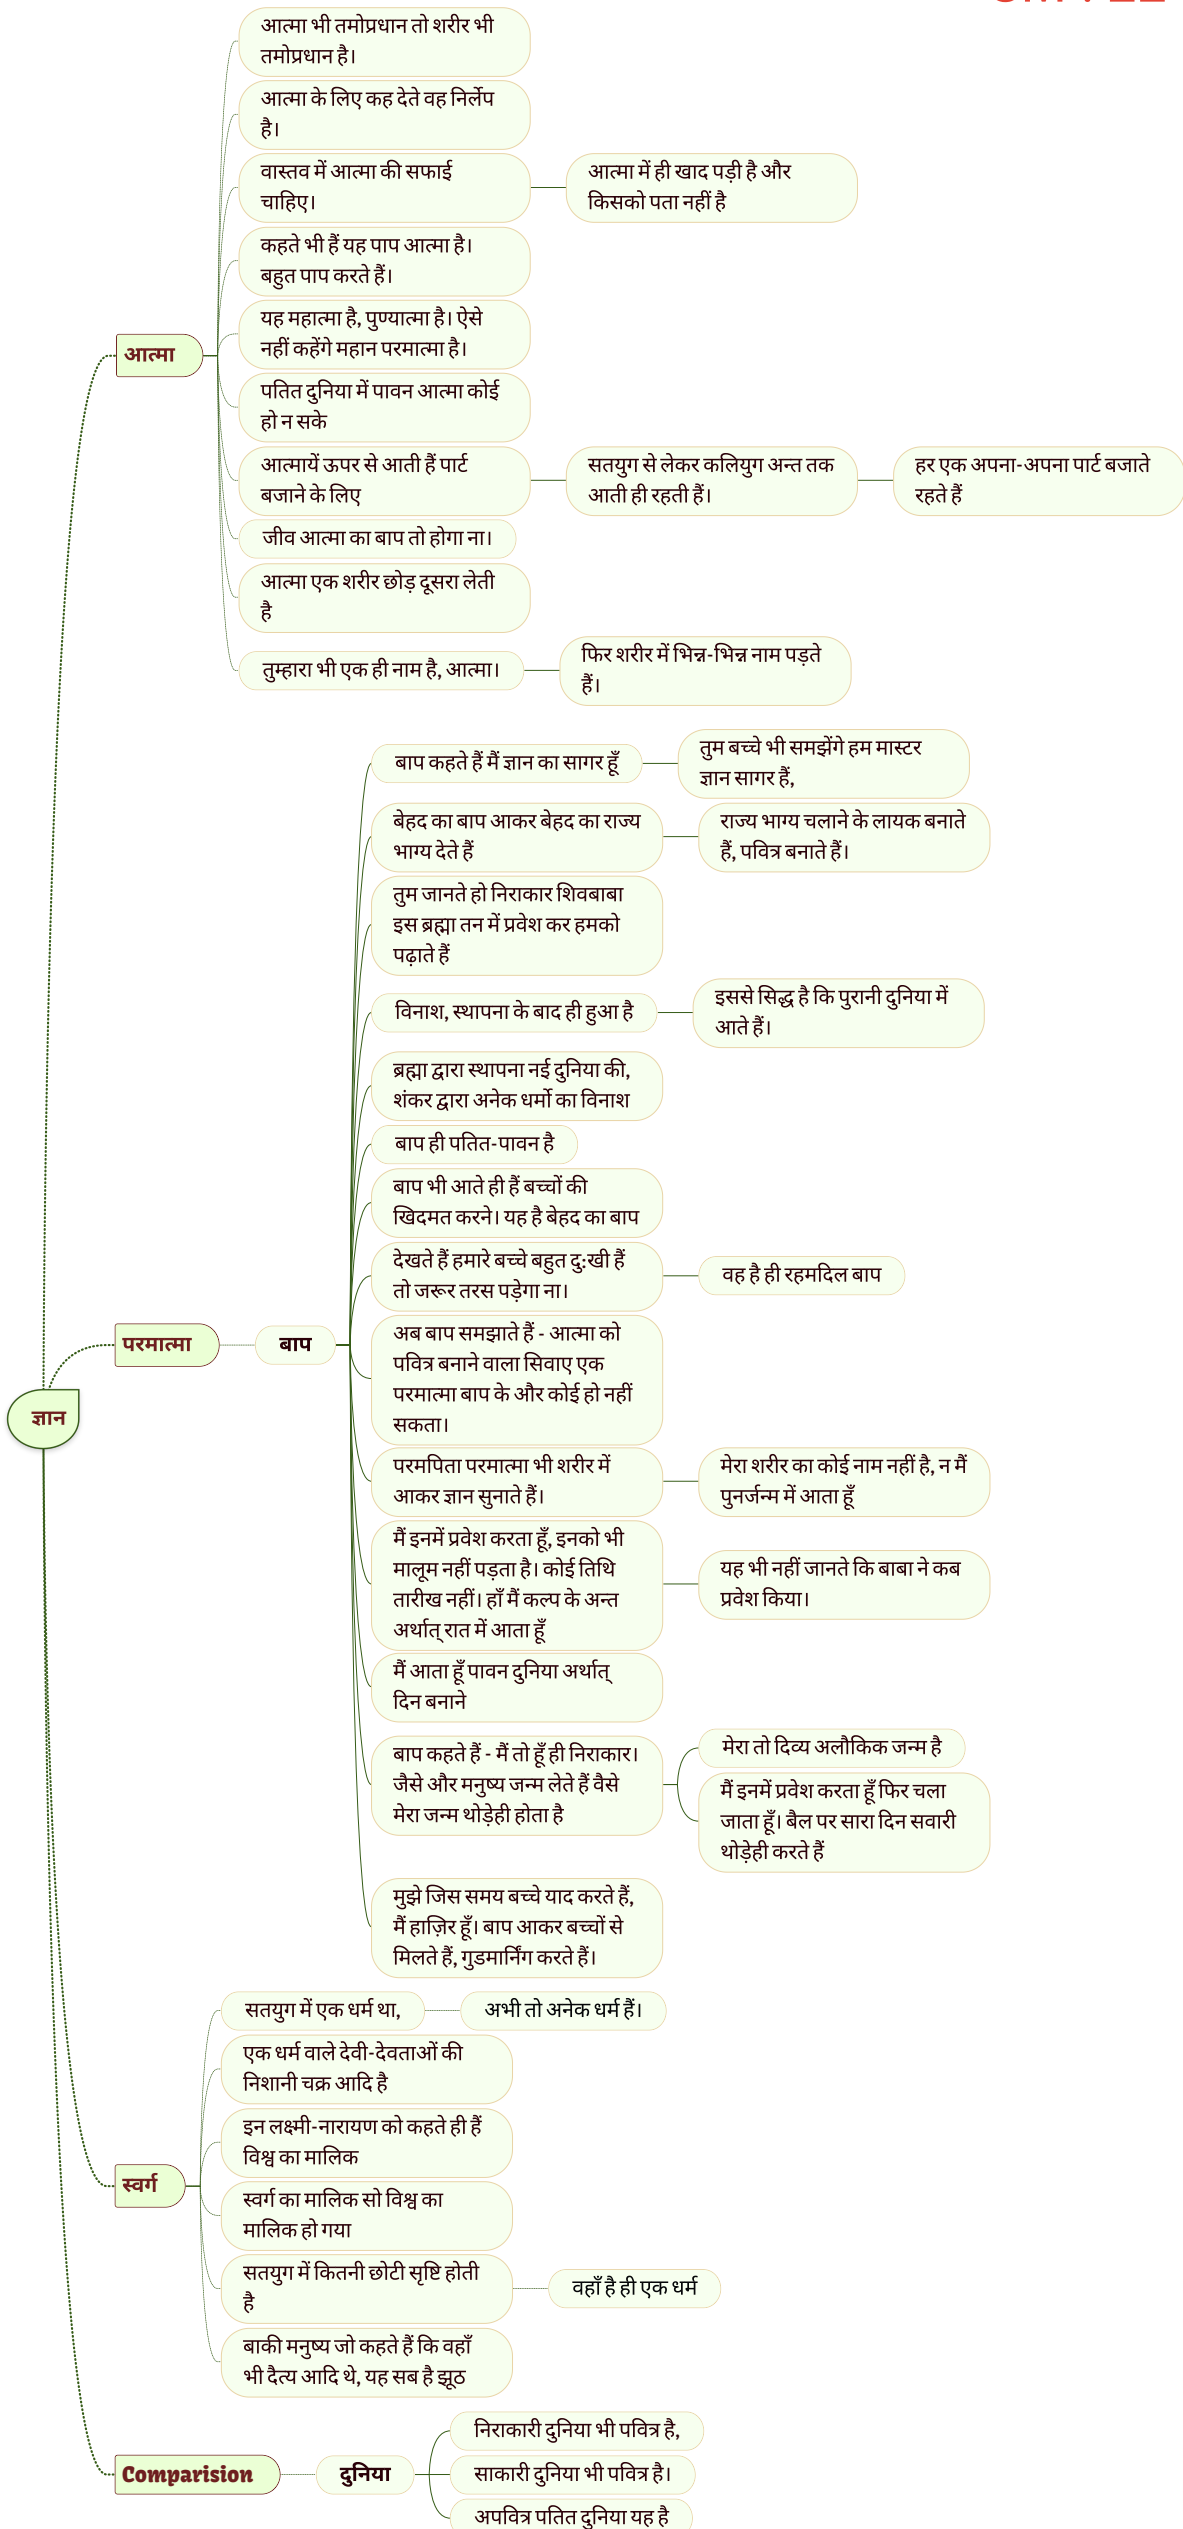 आत्मा भी तमोप्रधान तो शरीर भी
तमोप्रधान है।
आत्मा के लिए कह देते वह निर्लेप
है।
वास्तव में आत्मा की सफाई
चाहिए।
आत्मा में ही खाद पड़ी है और
किसको पता नहीं है
कहते भी हैं यह पाप आत्मा है।
बहुत पाप करते हैं।
यह महात्मा है, पुण्यात्मा है। ऐसे
नहीं कहेंगे महान परमात्मा है।
आत्मा
पतित दुनिया में पावन आत्मा कोई
हो न सके
आत्मायें ऊपर से आती हैं पार्ट
बजाने के लिए
सतयुग से लेकर कलियुग अन्त तक
आती ही रहती हैं।
हर एक अपना-अपना पार्ट बजाते
रहते हैं
जीव आत्मा का बाप तो होगा ना।
आत्मा एक शरीर छोड़ दूसरा लेती
है
तुम्हारा भी एक ही नाम है, आत्मा।
फिर शरीर में भिन्न-भिन्न नाम पड़ते
हैं।
बाप कहते हैं मैं ज्ञान का सागर हूँ
तुम बच्चे भी समझेंगे हम मास्टर
ज्ञान सागर हैं,
बेहद का बाप आकर बेहद का राज्य
भाग्य देते हैं
राज्य भाग्य चलाने के लायक बनाते
हैं, पवित्र बनाते हैं।
तुम जानते हो निराकार शिवबाबा
इस ब्रह्मा तन में प्रवेश कर हमको
पढ़ाते हैं
विनाश, स्थापना के बाद ही हुआ है
इससे सिद्ध है कि पुरानी दुनिया में
आते हैं।
ब्रह्मा द्वारा स्थापना नई दुनिया की,
शंकर द्वारा अनेक धर्मो का विनाश
बाप ही पतित-पावन है
बाप भी आते ही हैं बच्चों की
खिदमत करने। यह है बेहद का बाप
देखते हैं हमारे बच्चे बहुत दु:खी हैं
तो जरूर तरस पड़ेगा ना।
वह है ही रहमदिल बाप
परमात्मा
बाप
अब बाप समझाते हैं - आत्मा को
पवित्र बनाने वाला सिवाए एक
परमात्मा बाप के और कोई हो नहीं
सकता।
ज्ञान
परमपिता परमात्मा भी शरीर में
आकर ज्ञान सुनाते हैं।
मेरा शरीर का कोई नाम नहीं है, न मैं
पुनर्जन्म में आता हूँ
मैं इनमें प्रवेश करता हूँ, इनको भी
मालूम नहीं पड़ता है। कोई तिथि
तारीख नहीं। हाँ मैं कल्प के अन्त
अर्थात् रात में आता हूँ
यह भी नहीं जानते कि बाबा ने कब
प्रवेश किया।
मैं आता हूँ पावन दुनिया अर्थात्
दिन बनाने
बाप कहते हैं - मैं तो हूँ ही निराकार।
जैसे और मनुष्य जन्म लेते हैं वैसे
मेरा जन्म थोड़ेही होता है
मेरा तो दिव्य अलौकिक जन्म है
मैं इनमें प्रवेश करता हूँ फिर चला
जाता हूँ। बैल पर सारा दिन सवारी
थोड़ेही करते हैं
मुझे जिस समय बच्चे याद करते हैं,
मैं हाज़िर हूँ। बाप आकर बच्चों से
मिलते हैं, गुडमार्निंग करते हैं।
सतयुग में एक धर्म था,
अभी तो अनेक धर्म हैं।
एक धर्म वाले देवी-देवताओं की
निशानी चक्र आदि है
इन लक्ष्मी-नारायण को कहते ही हैं
विश्व का मालिक
स्वर्ग
स्वर्ग का मालिक सो विश्व का
मालिक हो गया
सतयुग में कितनी छोटी सृष्टि होती
है
वहाँ है ही एक धर्म
बाकी मनुष्य जो कहते हैं कि वहाँ
भी दैत्य आदि थे, यह सब है झूठ
Comparision
दुनिया
निराकारी दुनिया भी पवित्र है,
साकारी दुनिया भी पवित्र है।
अपवित्र पतित दुनिया यह है